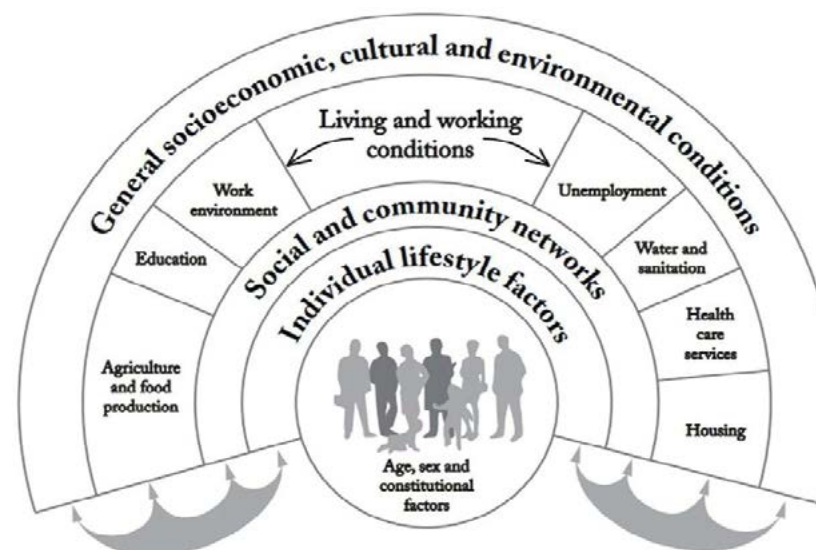 General socioeconomic, cultural and environmental conditions
Living and working
conditions
Agriculture
and food
production
Education
Work
environment
Unemployment
Water and
sanitation
Health
care
services
Housing
Social and community networks
Individual lifestyle factors
Age, sex and
constitutional
factors